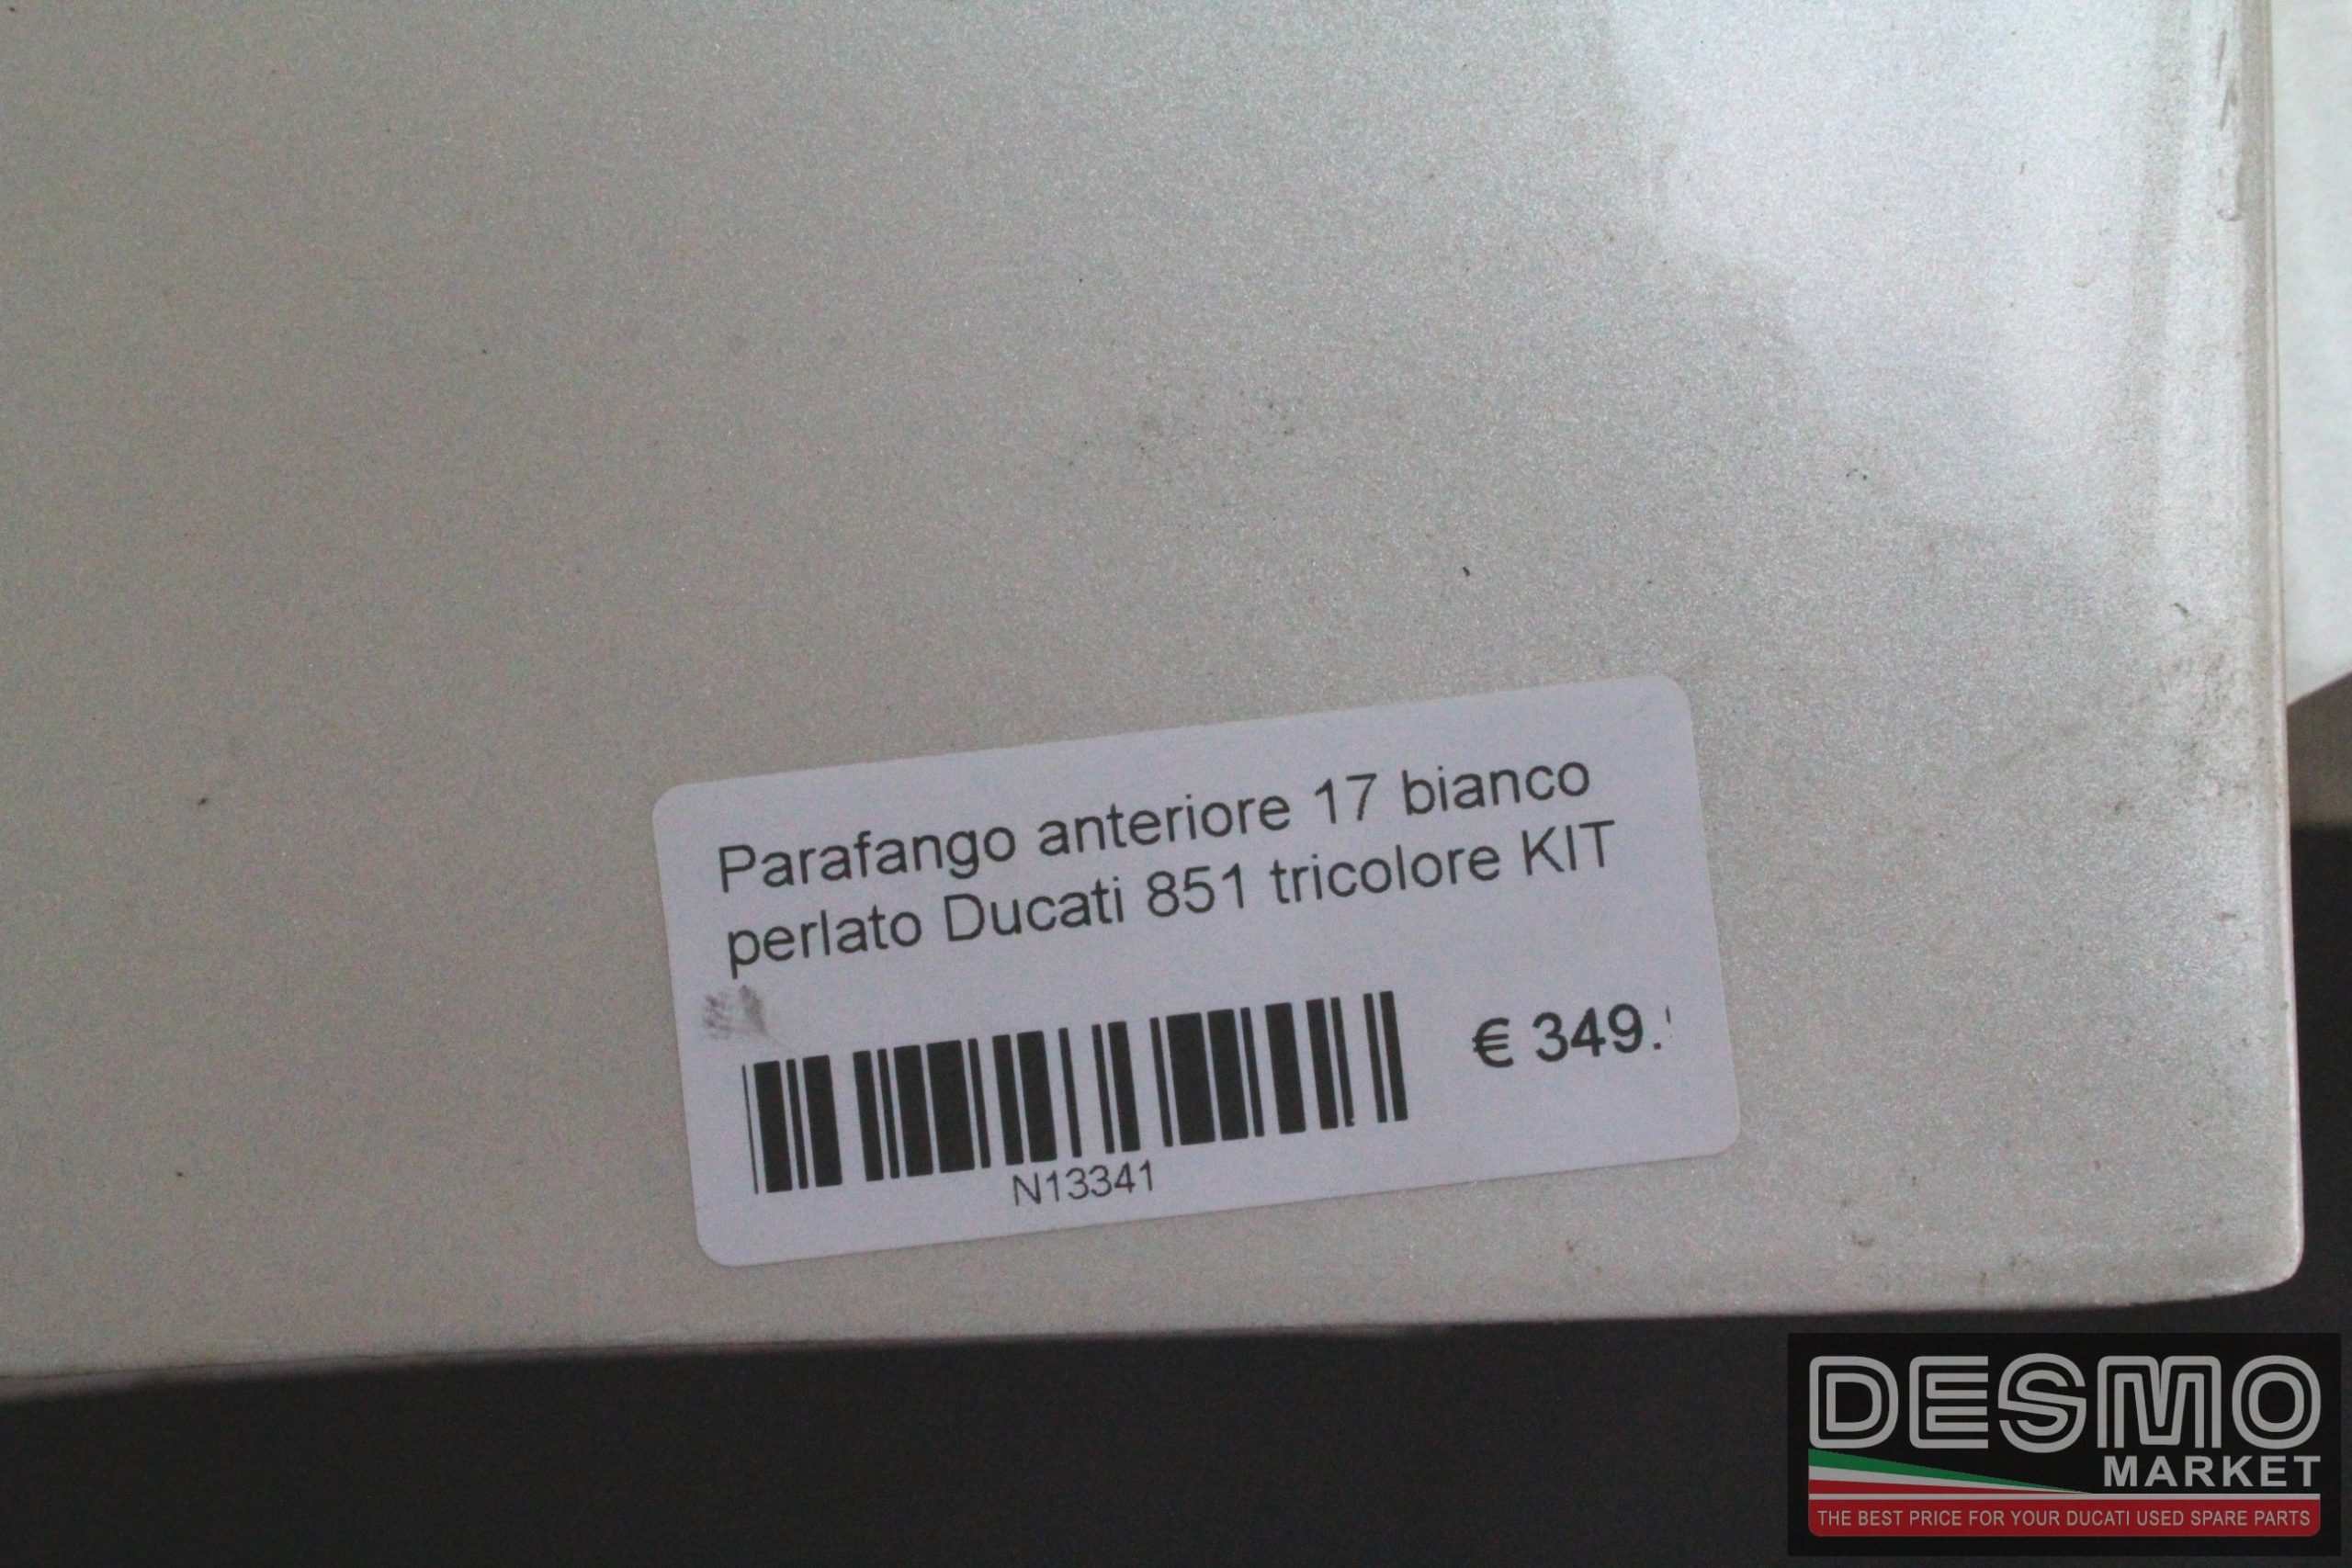 Parafango anteriore 17 bianco
perlato Ducati 851 tricolore KIT
€ 349.
N13341
DESMO
MARKET
THE BEST PRICE FOR YOUR DUCATI USED SPARE PARTS